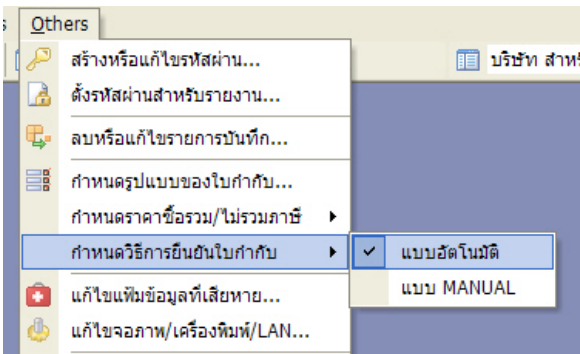 Others
สร้างหรือแก้ไขรหัสผ่าน...
บริษัท
ตั้งรหัสผ่านสำหรับรายงาน...
ลบหรือแก้ไขรายการบันทึก...
กำหนดรูปแบบของใบกำกับ...
กำหนดราคาซื้อรวม/ไม่รวมภาษี
กำหนดวิธีการยืนยันใบกำกับ
แบบอัตโนมัติ
แบบ MANUAL
แก้ไขแฟ้มข้อมูลที่เสียหาย...
แก้ไขจอภาพ/เครื่องพิมพ์/LAN...